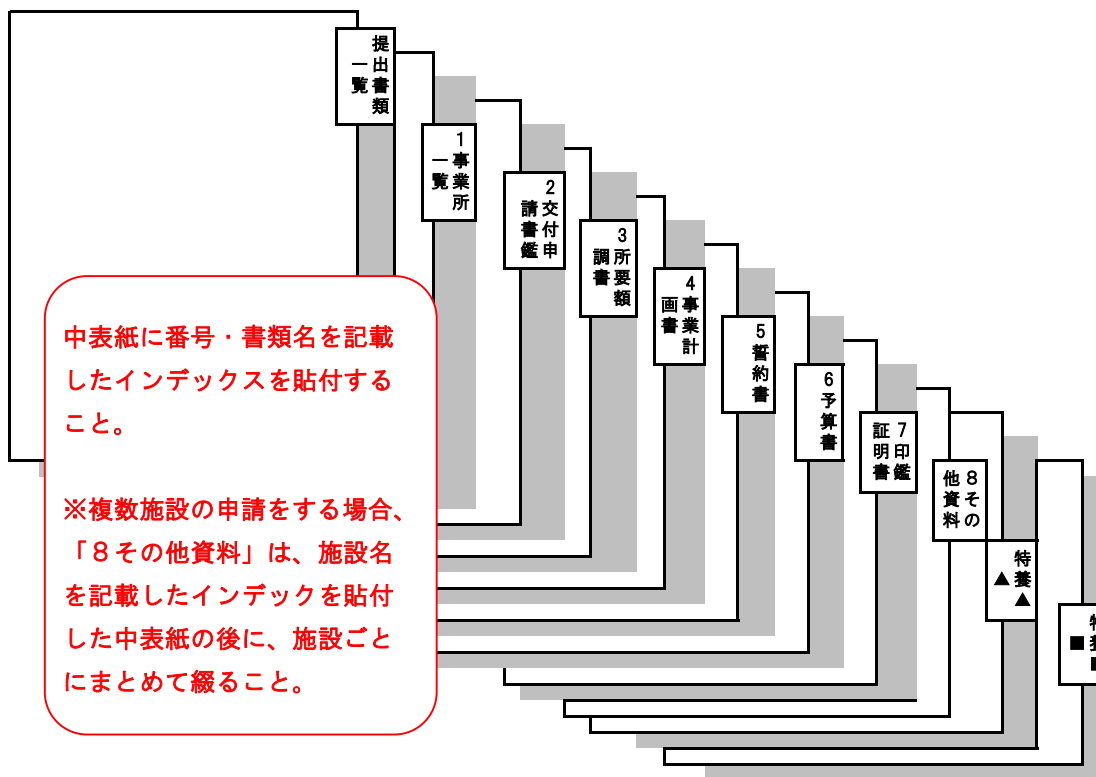 提出書類
一覧
1事業所
一覧
2交付申
請書鑑
3所要額
調書
4事業計
画書
5誓約書
6予算書
7印鑑
証明書
8その
他資料
特養▲
▲
特養■
■
中表紙に番号・書類名を記載
したインデックスを貼付する
こと。
※複数施設の申請をする場合、
「８その他資料」は、施設名
を記載したインデックを貼付
した中表紙の後に、施設ごと
にまとめて綴ること。